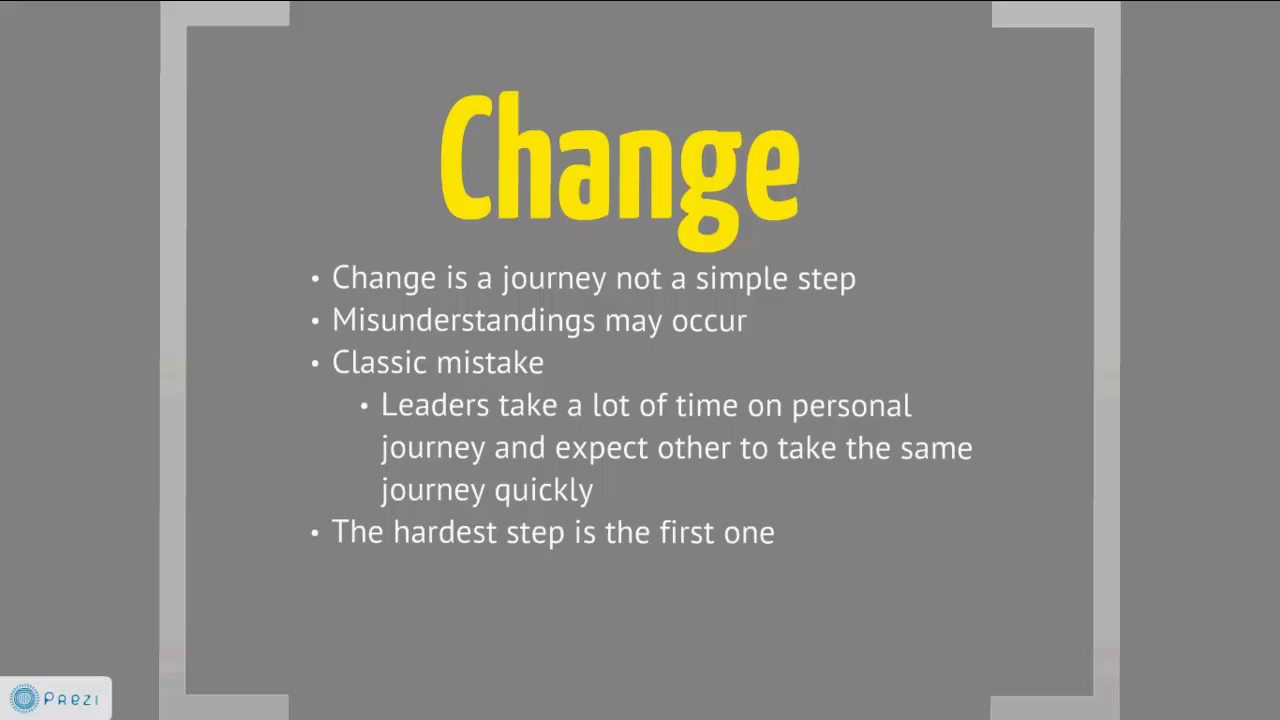 Change
• Change is a journey not a simple step
• Misunderstandings may occur
• Classic mistake
• Leaders take a lot of time on personal
journey and expect other to take the same
journey quickly
• The hardest step is the first one
Prezi